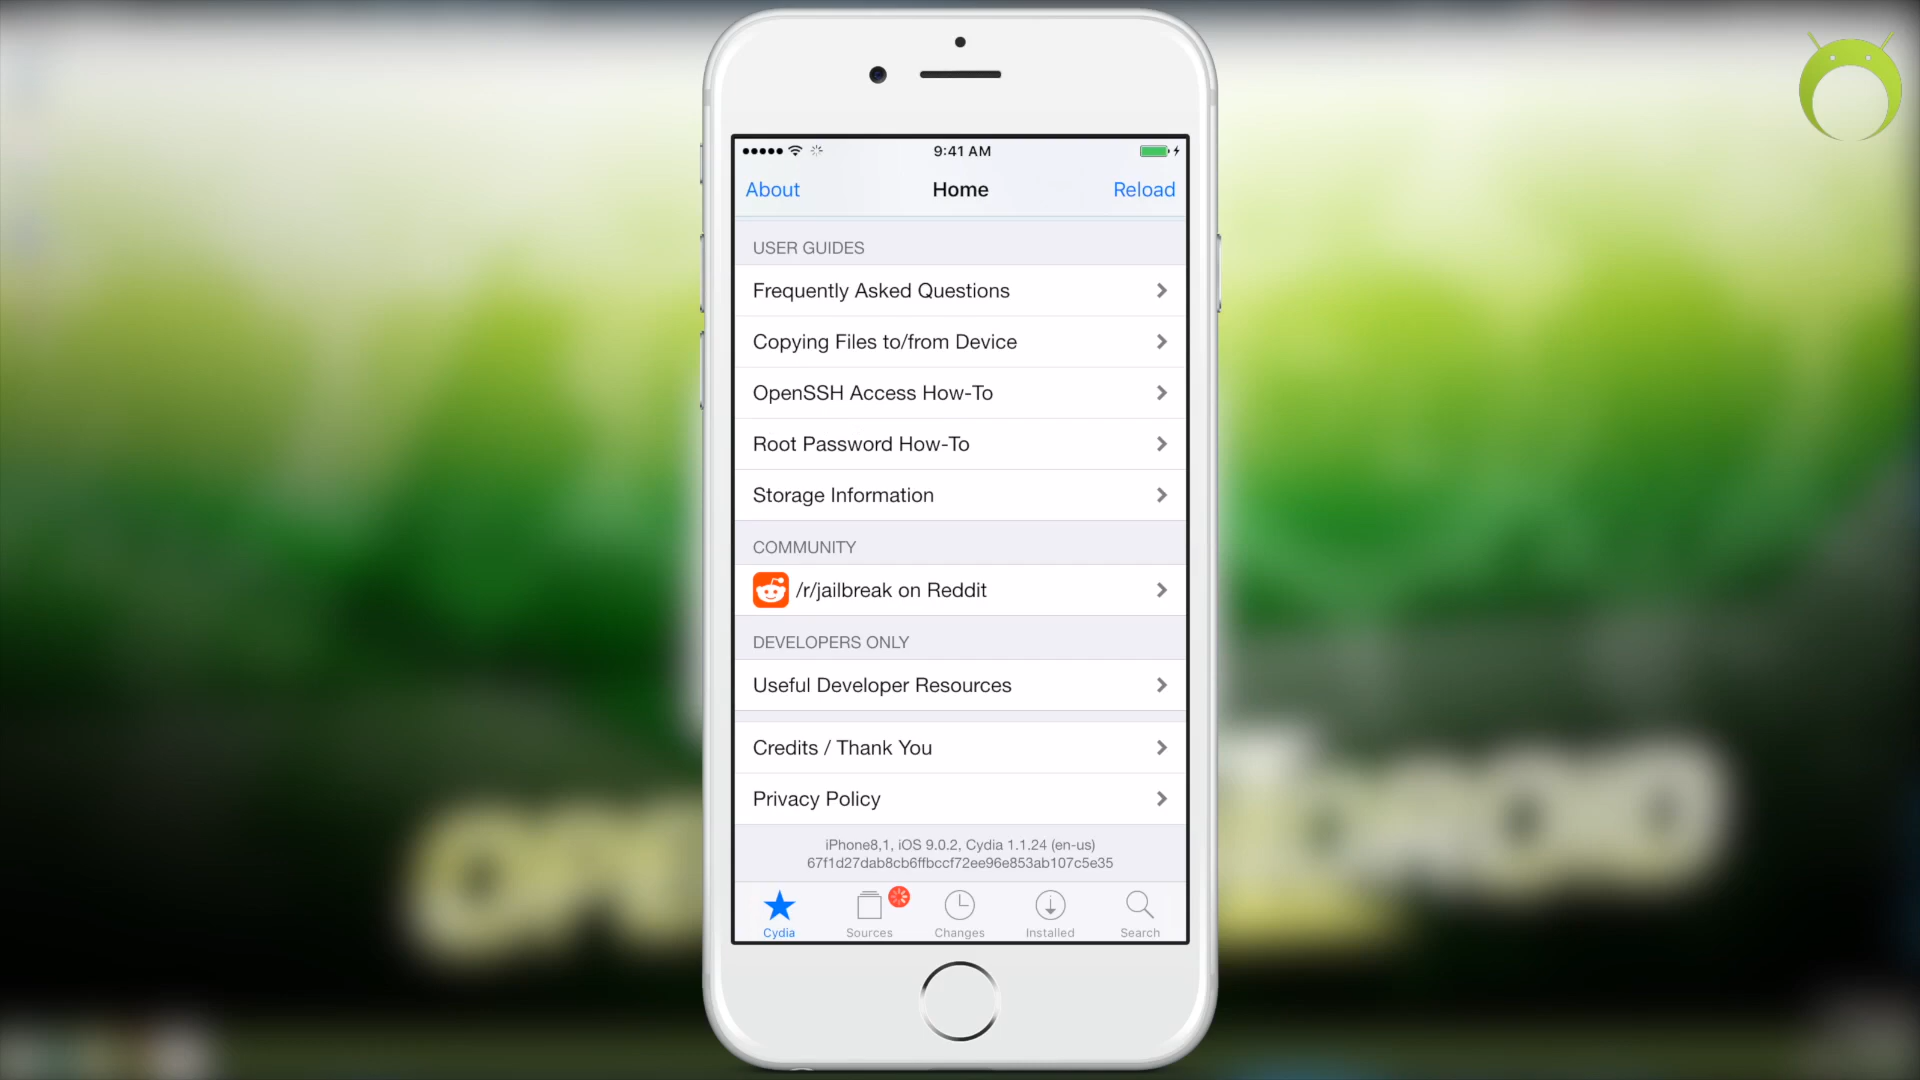 9:41 AM
About
Home
Reload
USER GUIDES
Frequently Asked Questions
Copying Files to/from Device
OpenSSH Access How-To
Root Password How-To
Storage Information
COMMUNITY
/r/jailbreak on Reddit
DEVELOPERS ONLY
Useful Developer Resources
Credits / Thank You
Privacy Policy
iPhone8,1, iOS 9.0.2, Cydia 1.1.24 (en-us)
67f1d27dab8cb6ffbccf72ee96e853ab107c5e35
Cydia
Sources
Changes
Installed
Search